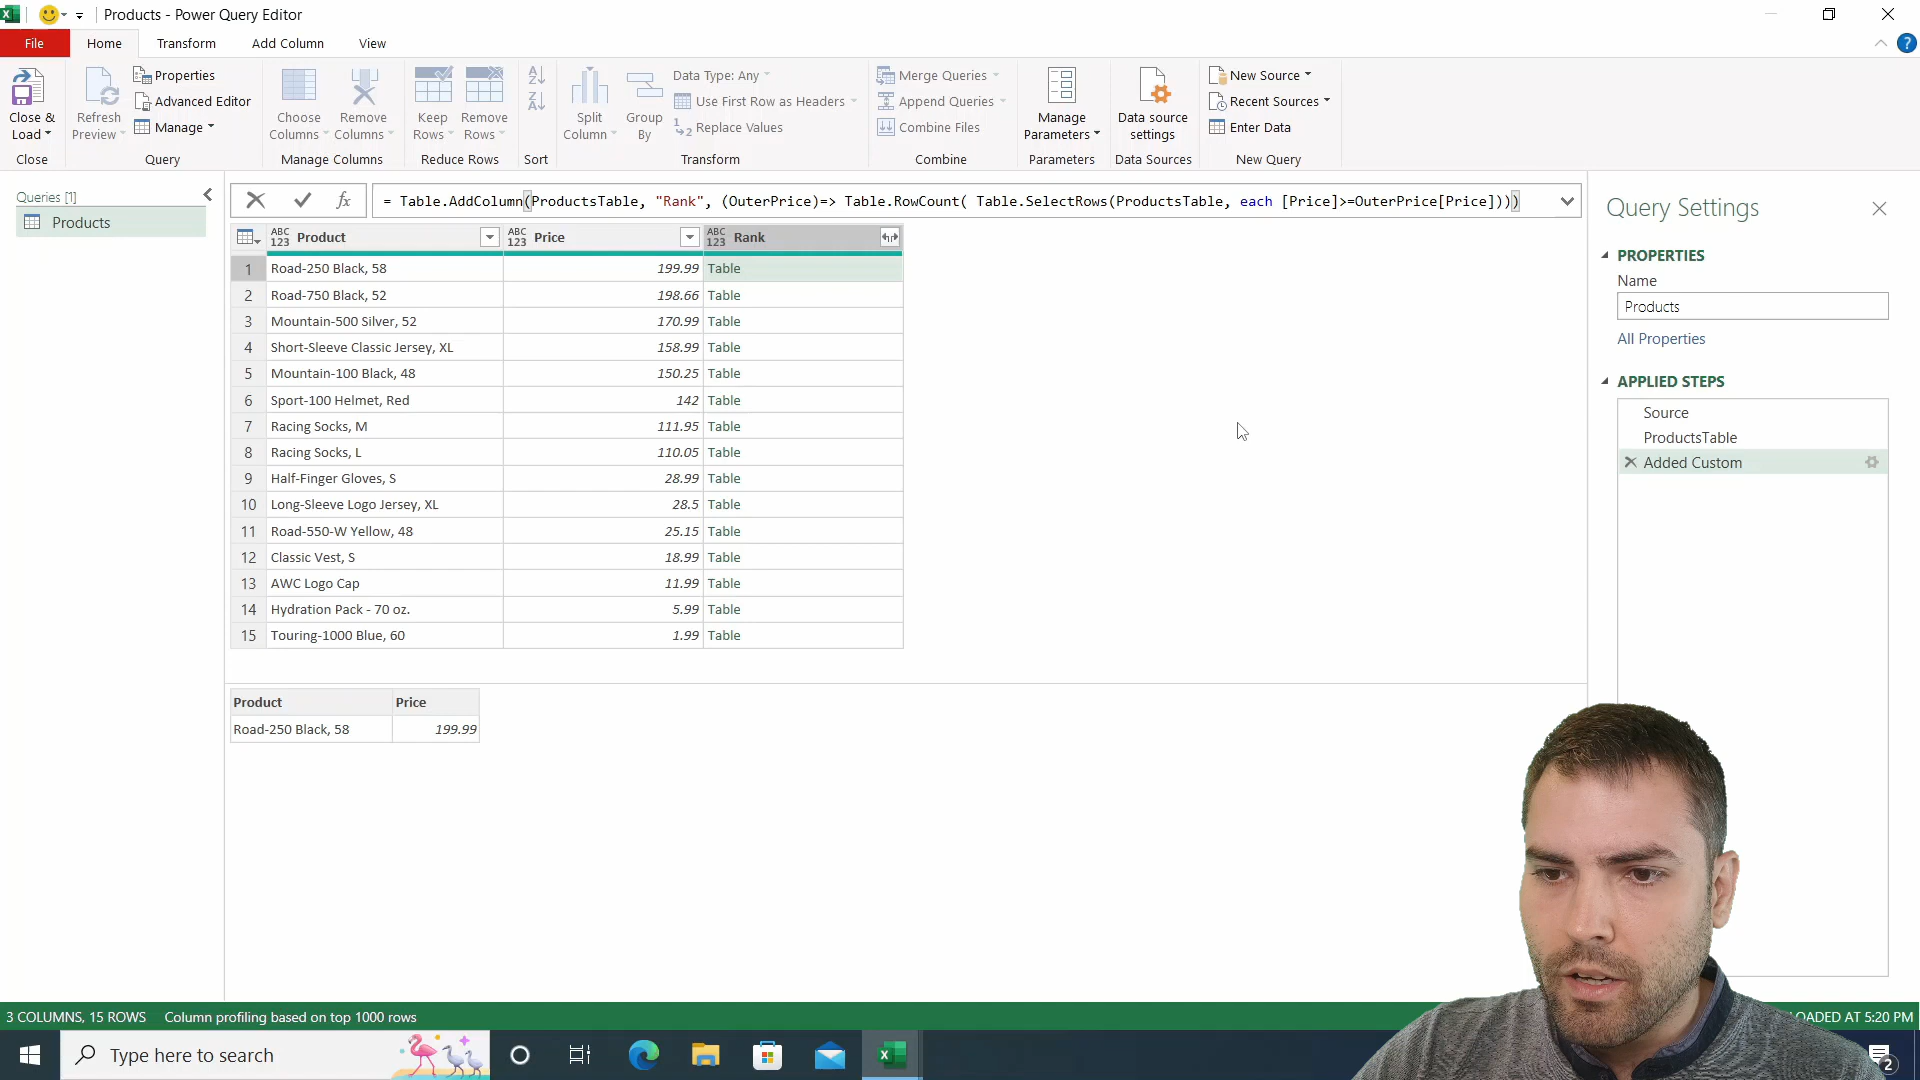 Products - Power Query Editor
File Home Transform Add Column View
Close & Load
Close
Refresh Preview
Properties
Advanced Editor
Manage
Query
Choose Columns
Remove Columns
Manage Columns
Keep Rows
Remove Rows
Reduce Rows
A Z
Z A
Sort
Split Column
Group By
Data Type: Any
Use First Row as Headers
1 2 Replace Values
Transform
Merge Queries
Append Queries
Combine Files
Combine
Manage Parameters
Parameters
Data source settings
Data Sources
New Source
Recent Sources
Enter Data
New Query
?
Queries [1]
Products
fx = Table.AddColumn(ProductsTable, "Rank", (OuterPrice)=> Table.RowCount( Table.SelectRows(ProductsTable, each [Price]>=OuterPrice[Price])))
ABC 123 Product ABC 123 Price ABC 123 Rank
1 Road-250 Black, 58 199.99 Table
2 Road-750 Black, 52 198.66 Table
3 Mountain-500 Silver, 52 170.99 Table
4 Short-Sleeve Classic Jersey, XL 158.99 Table
5 Mountain-100 Black, 48 150.25 Table
6 Sport-100 Helmet, Red 142 Table
7 Racing Socks, M 111.95 Table
8 Racing Socks, L 110.05 Table
9 Half-Finger Gloves, S 28.99 Table
10 Long-Sleeve Logo Jersey, XL 28.5 Table
11 Road-550-W Yellow, 48 25.15 Table
12 Classic Vest, S 18.99 Table
13 AWC Logo Cap 11.99 Table
14 Hydration Pack - 70 oz. 5.99 Table
15 Touring-1000 Blue, 60 1.99 Table
Product Price
Road-250 Black, 58 199.99
Query Settings
PROPERTIES
Name
Products
All Properties
APPLIED STEPS
Source
ProductsTable
Added Custom
3 COLUMNS, 15 ROWS Column profiling based on top 1000 rows
OADED AT 5:20 PM
Type here to search
2